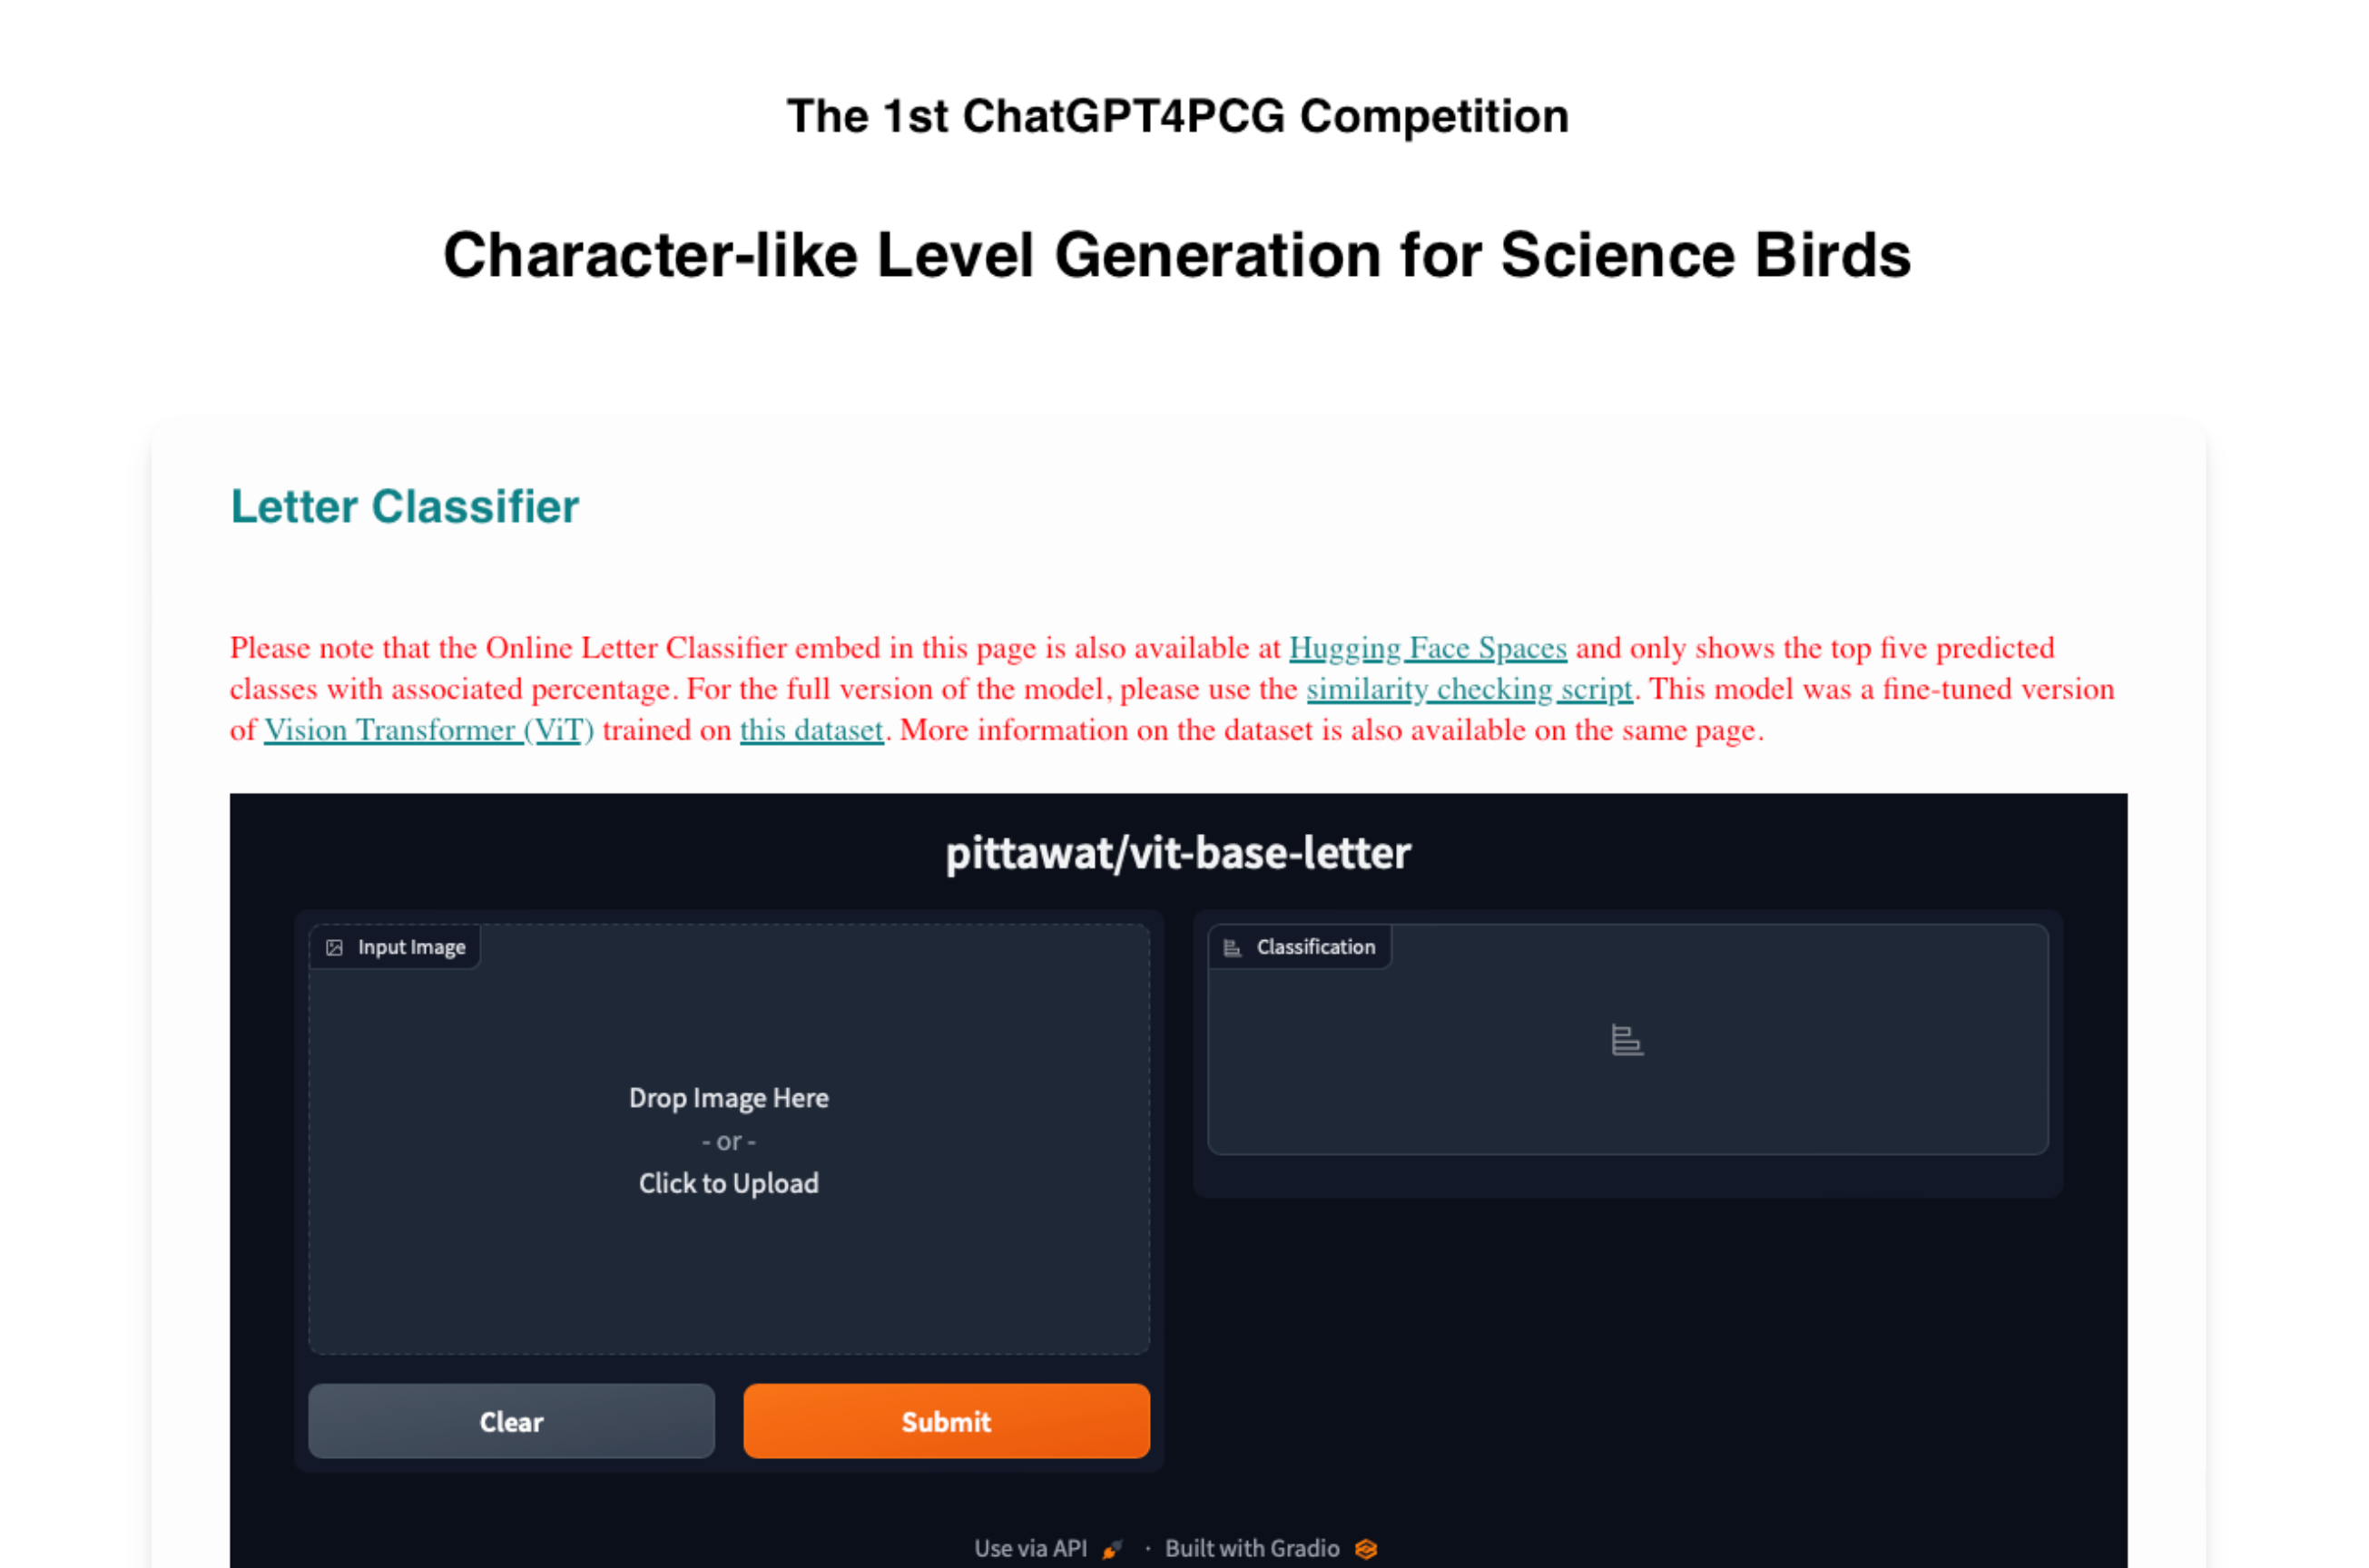 The 1st ChatGPT4PCG Competition
Character-like Level Generation for Science Birds
Letter Classifier
Please note that the Online Letter Classifier embed in this page is also available at Hugging Face Spaces and only shows the top five predicted
classes with associated percentage. For the full version of the model, please use the similarity checking script. This model was a fine-tuned version
of Vision Transformer (ViT) trained on this dataset. More information on the dataset is also available on the same page.
pittawat/vit-base-letter
Input Image
Classification
Drop Image Here
- or -
Click to Upload
Clear
Submit
Use via API · Built with Gradio